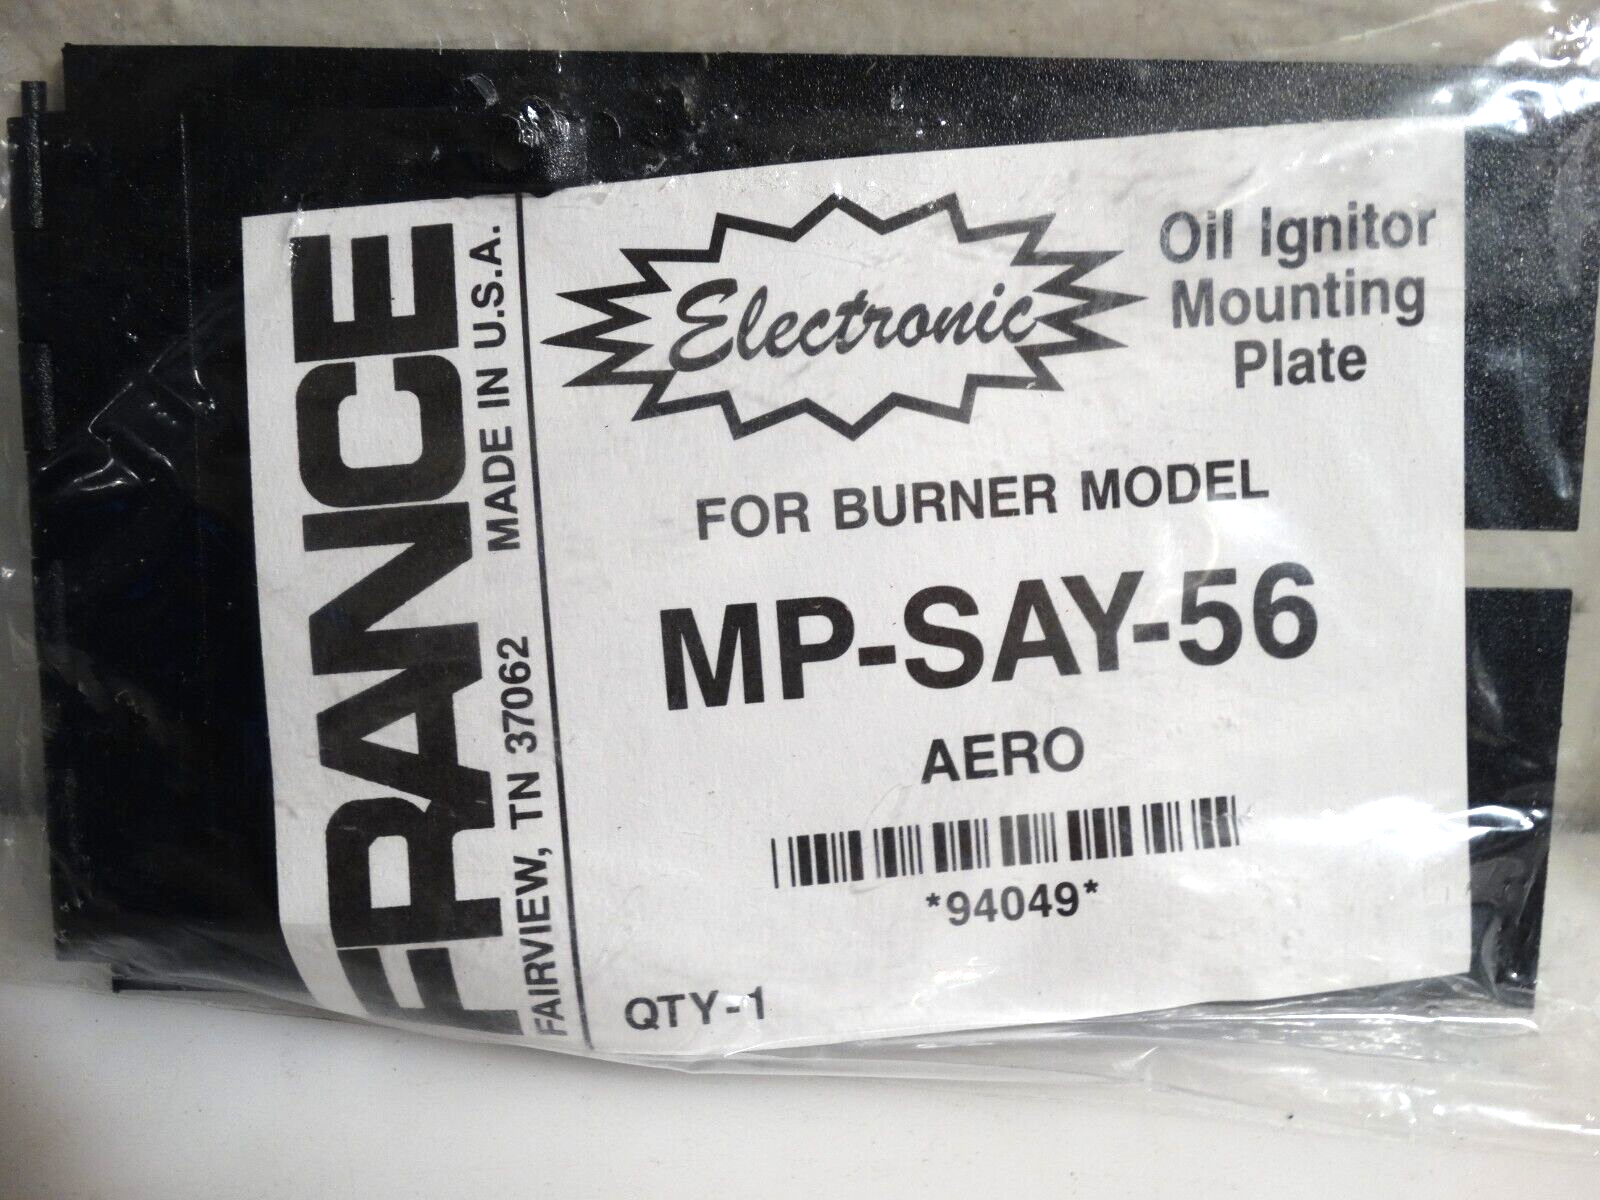 FRANCE
FAIRVIEW, TN 37062 MADE IN U.S.A.
Electronic
Oil Ignitor
Mounting
Plate
FOR BURNER MODEL
MP-SAY-56
AERO
*94049*
QTY-1